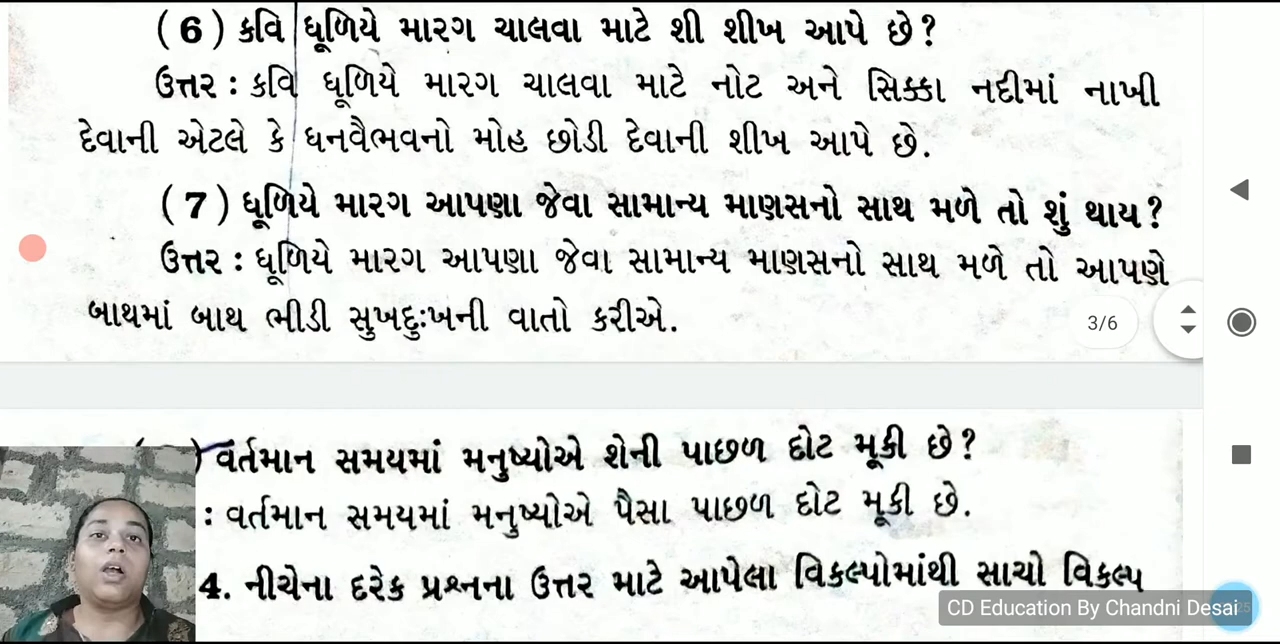 (6) કવિ ધૂળિયે મારગ ચાલવા માટે શી શીખ આપે છે?
ઉત્તર : કવિ ધૂળિયે મારગ ચાલવા માટે નોટ અને સિક્કા નદીમાં નાખી
દેવાની એટલે કે ધનવૈભવનો મોહ છોડી દેવાની શીખ આપે છે.
(7) ધૂળિયે મારગ આપણા જેવા સામાન્ય માણસનો સાથ મળે તો શું થાય?
ઉત્તર : ધૂળિયે મારગ આપણા જેવા સામાન્ય માણસનો સાથ મળે તો આપણે
બાથમાં બાથ ભીડી સુખદુઃખની વાતો કરીએ.
3/6
વર્તમાન સમયમાં મનુષ્યોએ શેની પાછળ દોટ મૂકી છે?
: વર્તમાન સમયમાં મનુષ્યોએ પૈસા પાછળ દોટ મૂકી છે.
4. નીચેના દરેક પ્રશ્નના ઉત્તર માટે આપેલા વિકલ્પોમાંથી સાચો વિકલ્પ
CD Education By Chandni Desai